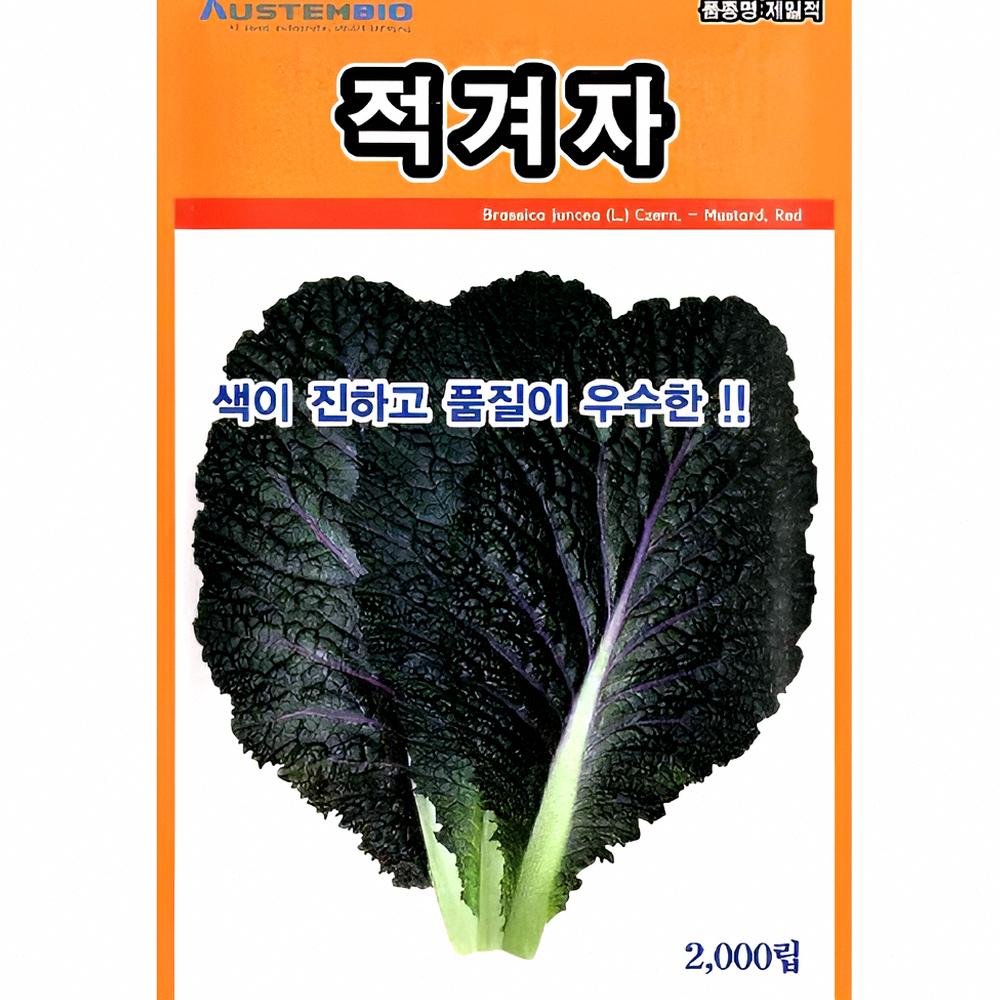 AUSTEMBIO
품종명:제일적
적겨자
Brassica juncea (L.) Czern. - Mustard, Red
색이 진하고 품질이 우수한 !!
2,000립